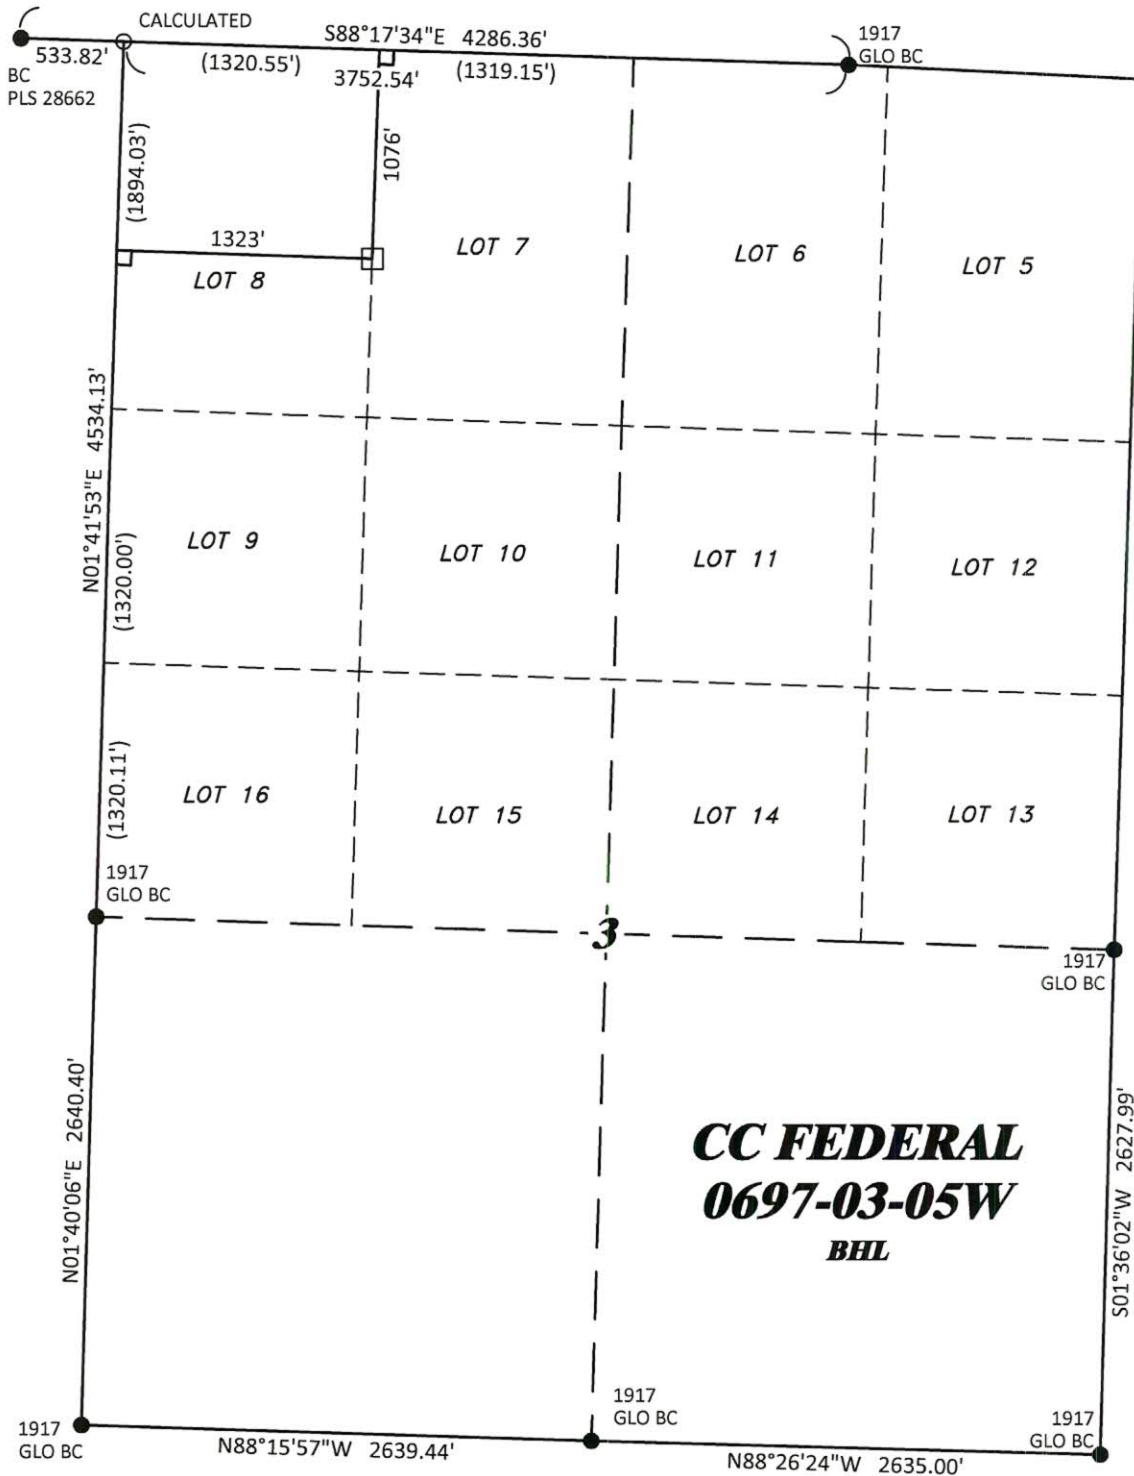 CALCULATED
S88°17'34"E 4286.36'
1917
GLO BC
533.82'
(1320.55')
3752.54'
(1319.15')
BC
PLS 28662
(1894.03')
1076'
1323'
LOT 8
LOT 7
LOT 6
LOT 5
N01°41'53"E 4534.13'
(1320.00')
LOT 9
LOT 10
LOT 11
LOT 12
(1320.11')
LOT 16
LOT 15
LOT 14
LOT 13
1917
GLO BC
3
1917
GLO BC
N01°40'06"E 2640.40'
CC FEDERAL
0697-03-05W
BHL
S01°36'02"W 2627.99'
1917
GLO BC
N88°15'57"W 2639.44'
1917
GLO BC
N88°26'24"W 2635.00'
1917
GLO BC